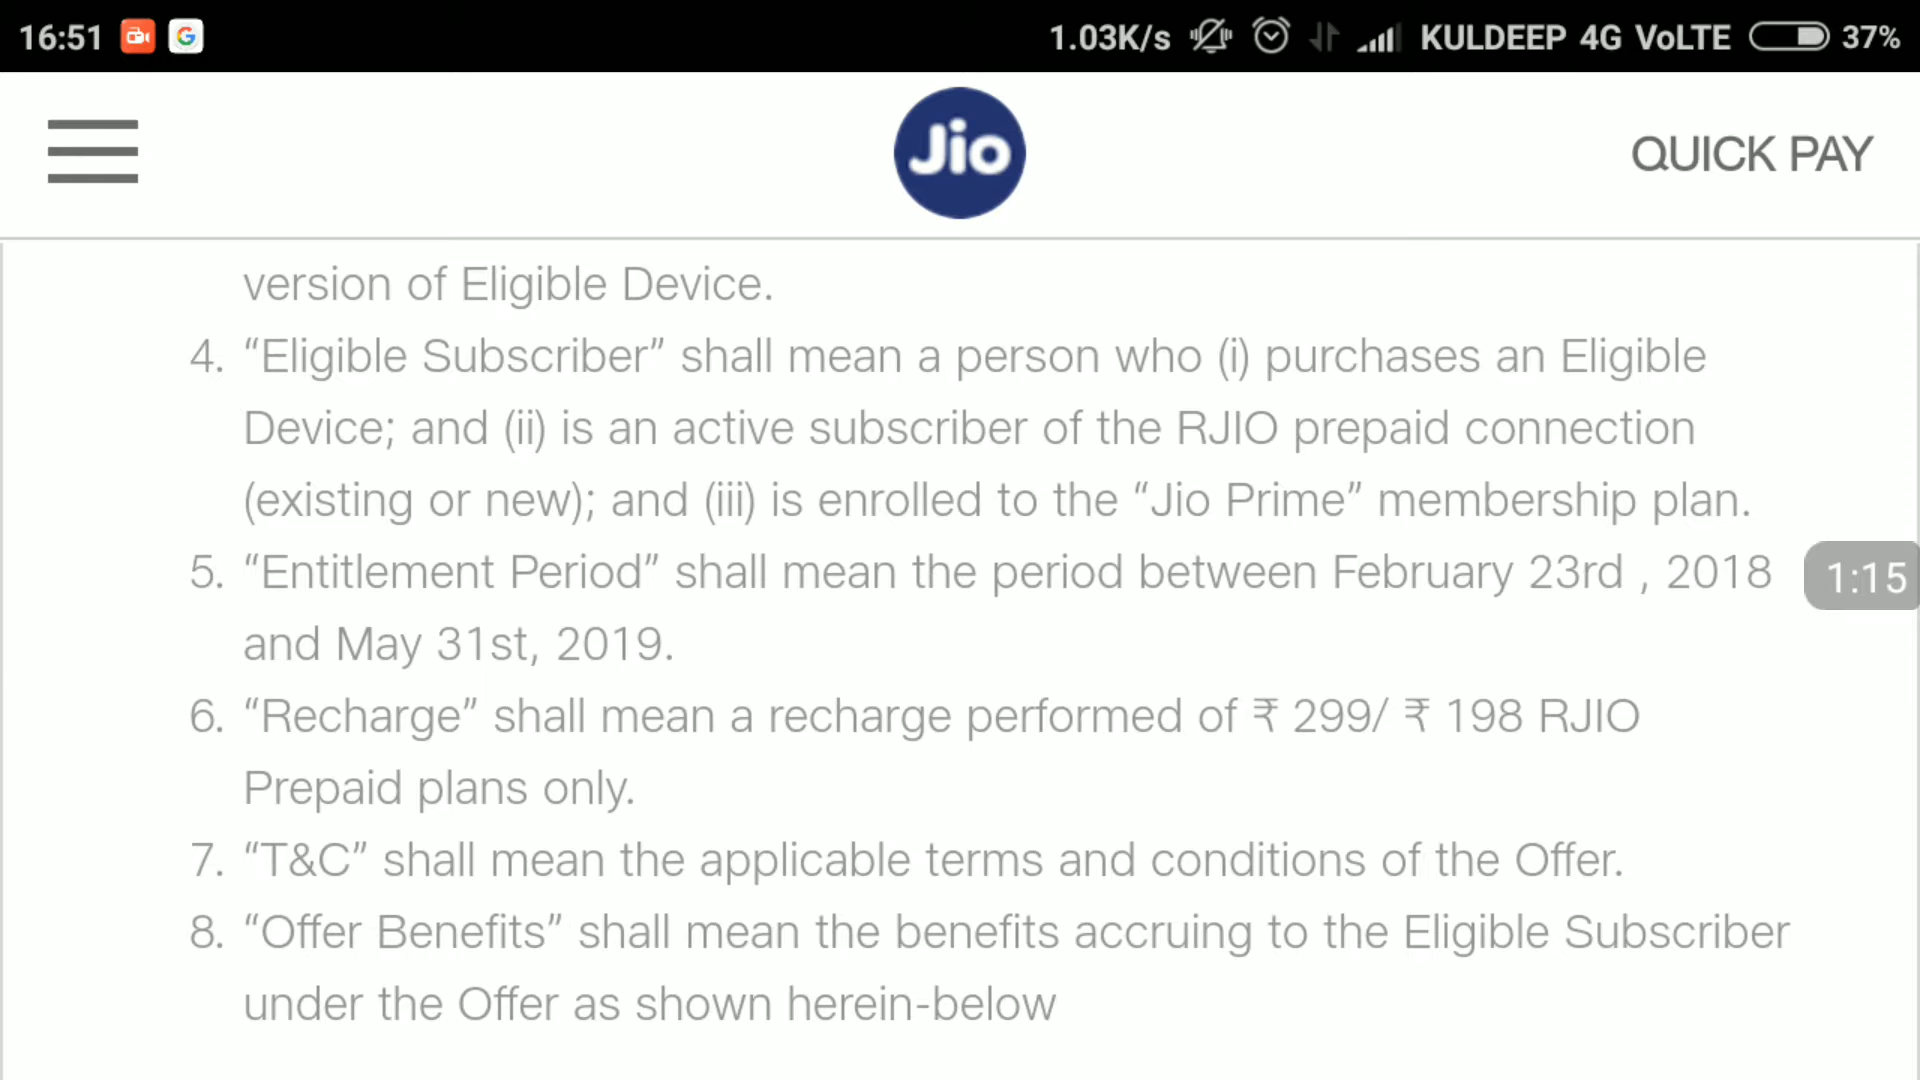 16:51 1.03K/s KULDEEP 4G VoLTE 37%
Jio
QUICK PAY
version of Eligible Device.
4. “Eligible Subscriber” shall mean a person who (i) purchases an Eligible
Device; and (ii) is an active subscriber of the RJIO prepaid connection
(existing or new); and (iii) is enrolled to the “Jio Prime” membership plan.
5. “Entitlement Period” shall mean the period between February 23rd , 2018
1:15
and May 31st, 2019.
6. “Recharge” shall mean a recharge performed of ₹ 299/ ₹ 198 RJIO
Prepaid plans only.
7. “T&C” shall mean the applicable terms and conditions of the Offer.
8. “Offer Benefits” shall mean the benefits accruing to the Eligible Subscriber
under the Offer as shown herein-below